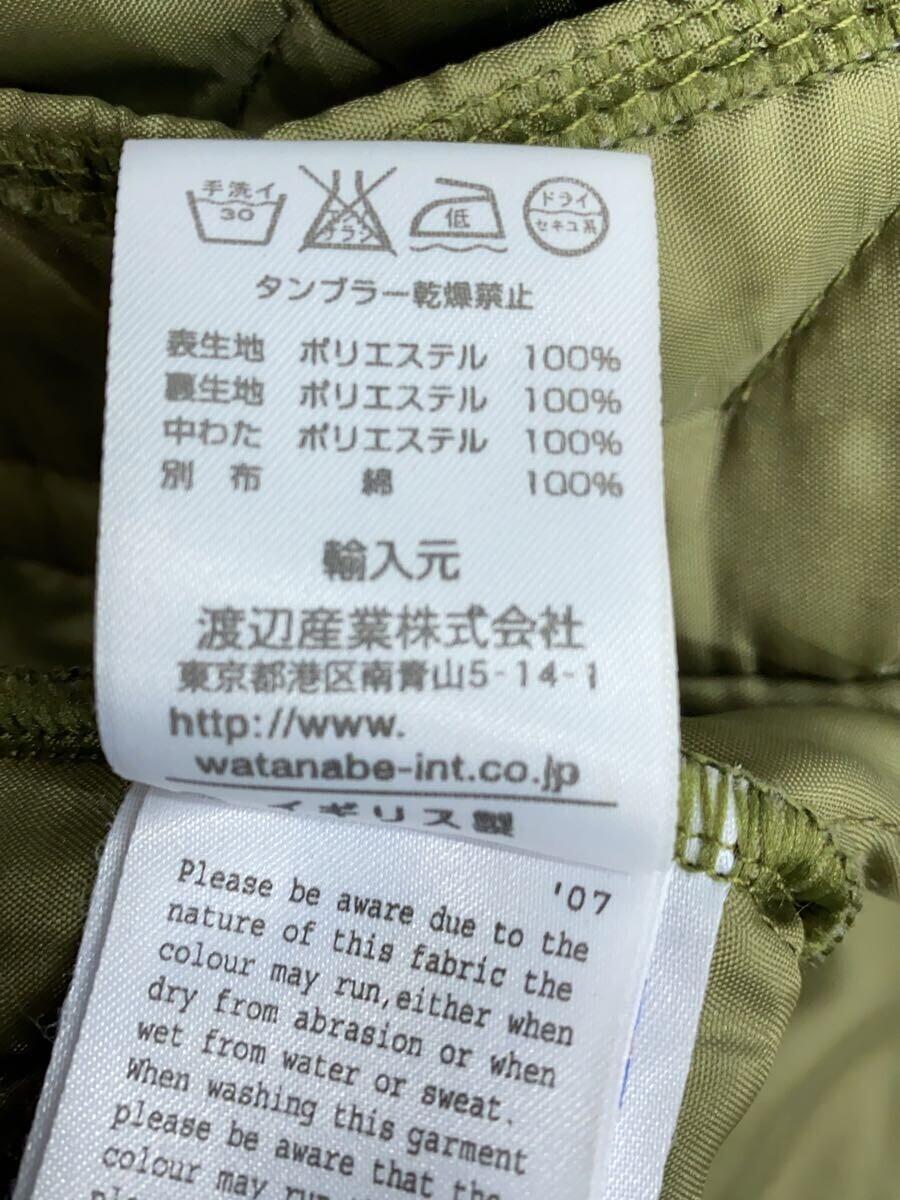 手洗イ
30
低
ドライ
セキユ系
タンブラー乾燥禁止
表生地 ポリエステル 100%
裏生地 ポリエステル 100%
中わた ポリエステル 100%
別 布 綿 100%
輸入元
渡辺産業株式会社
東京都港区南青山5-14-1
http://www.
watanabe-int.co.jp
イギリス製
'07
Please be aware due to the
nature of this fabric the
colour may run,either when
dry from abrasion or when
wet from water or sweat.
When washing this garment
please be aware that the
colour may run